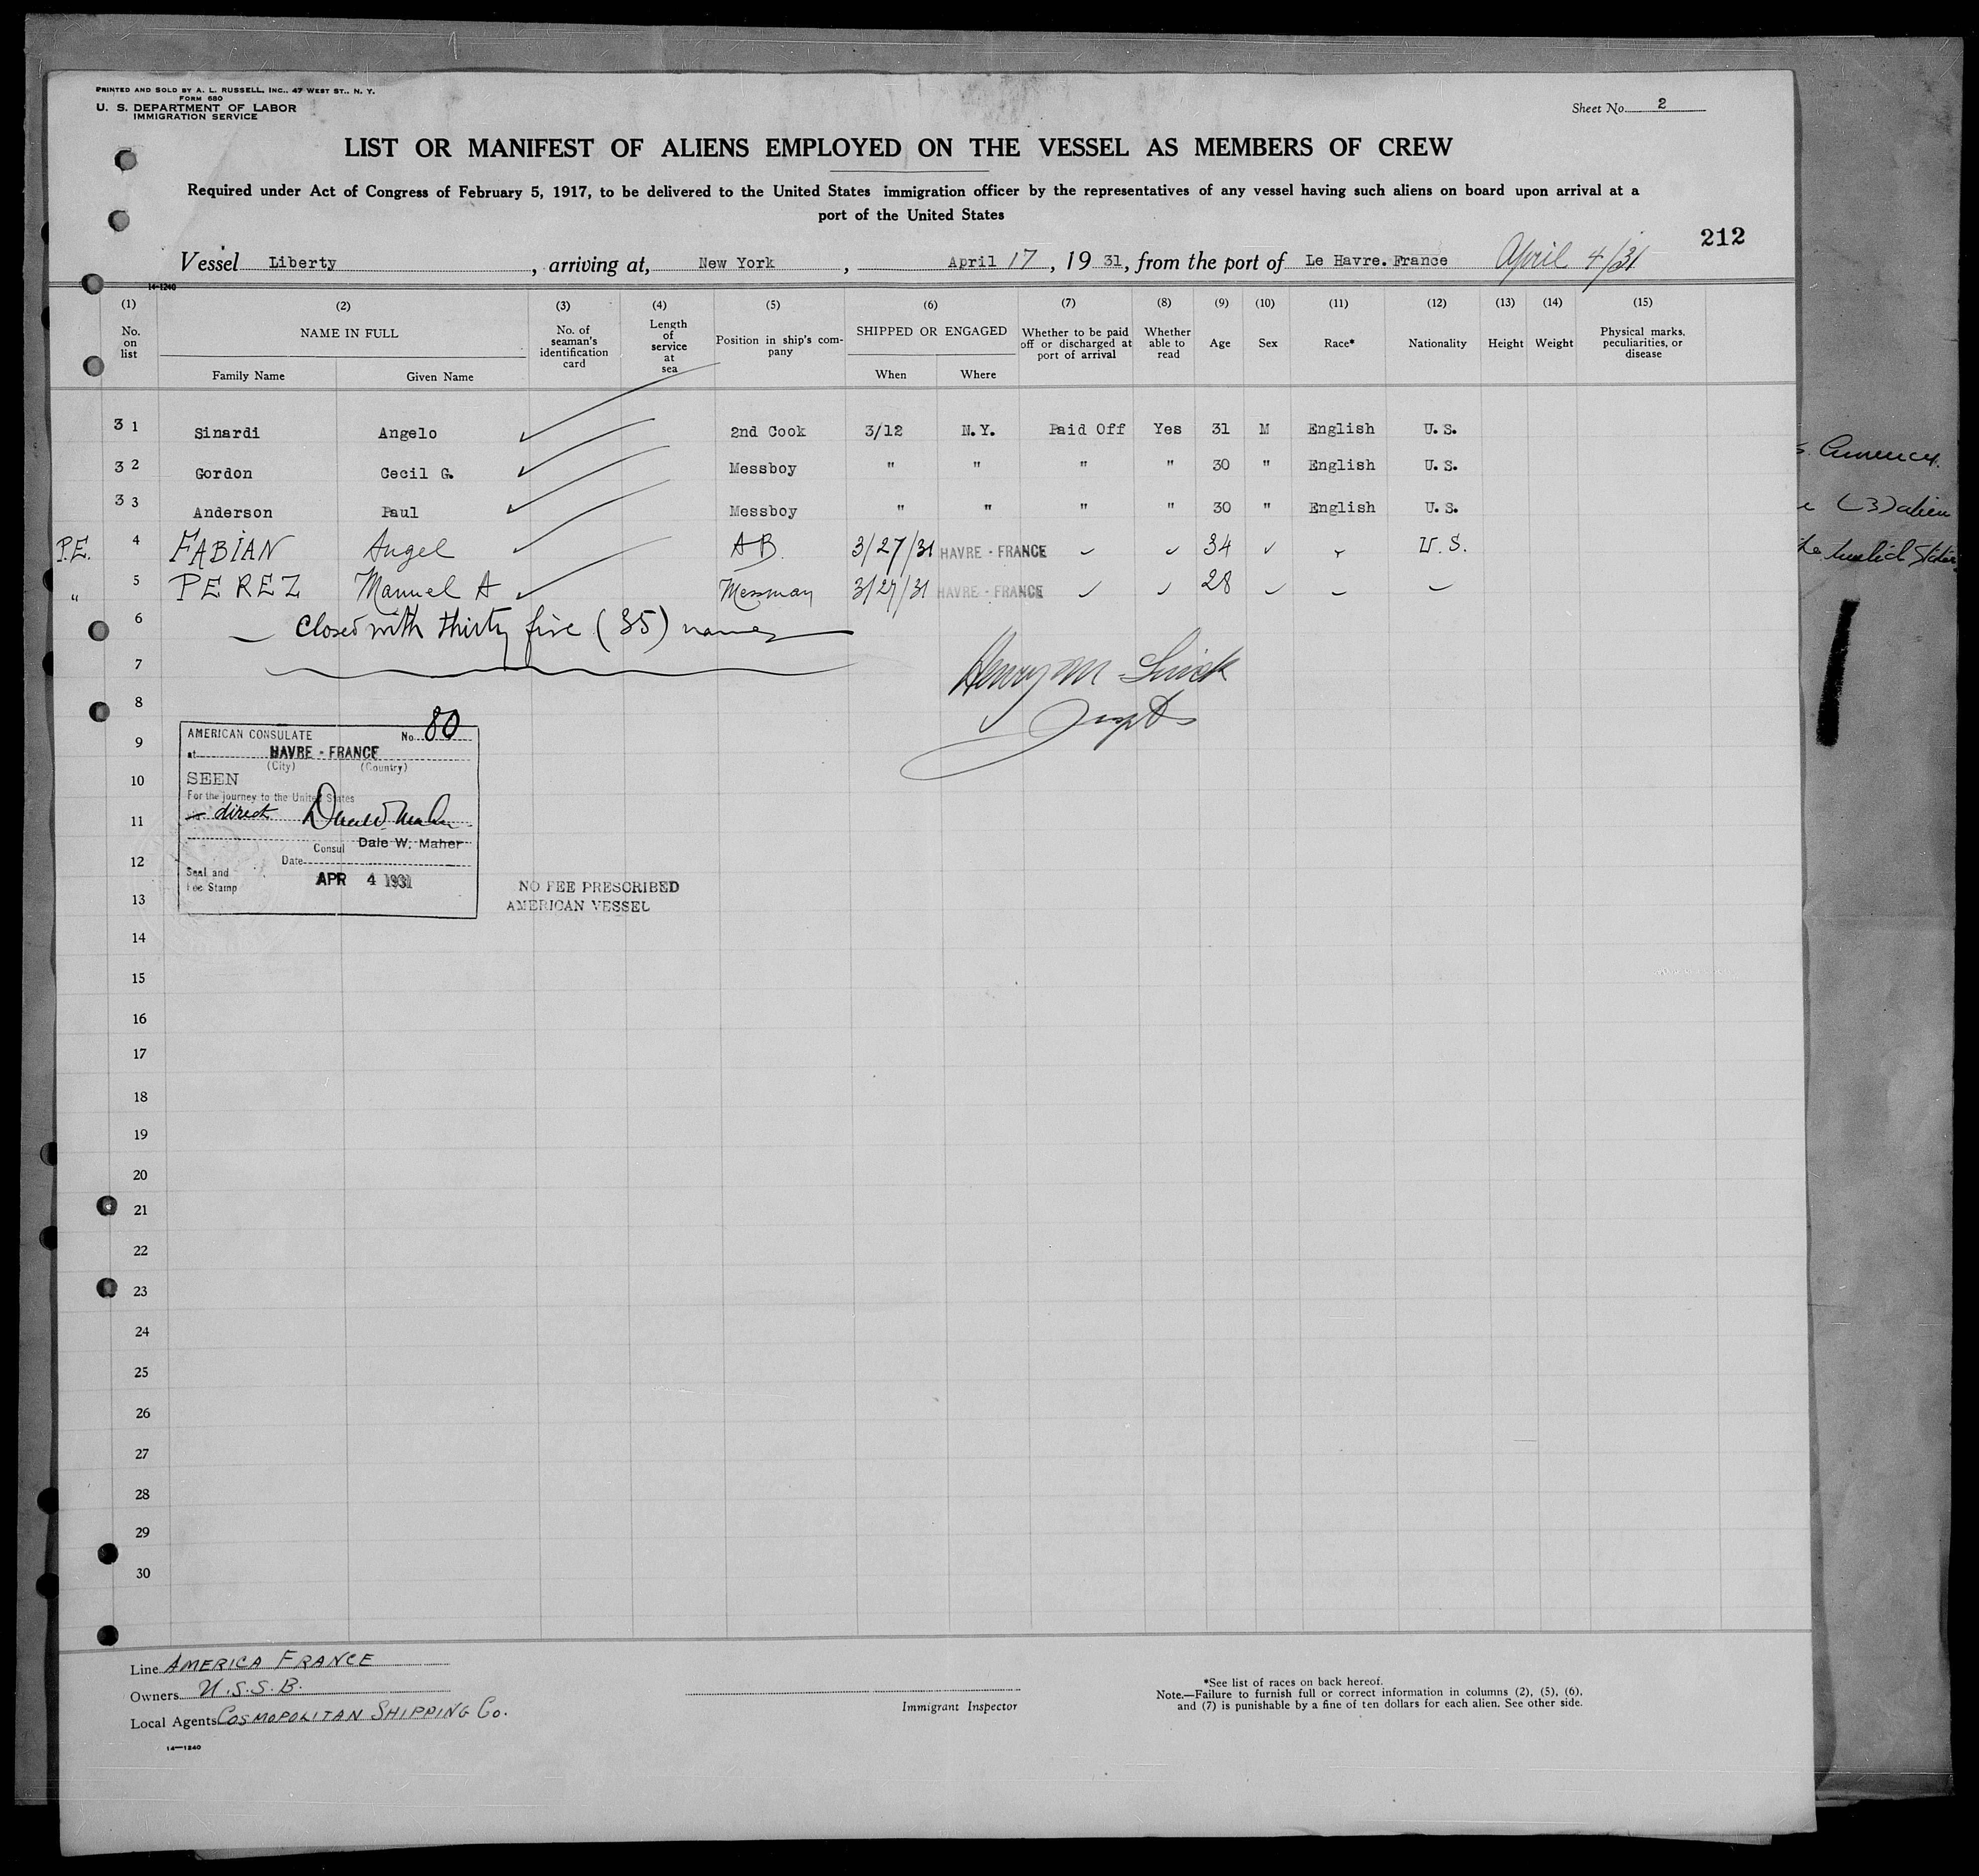 PRINTED AND SOLD BY A. L. RUSSELL, INC., 47 WEST ST., N. Y.
FORM 680
U. S. DEPARTMENT OF LABOR
IMMIGRATION SERVICE
Sheet No. 2
LIST OR MANIFEST OF ALIENS EMPLOYED ON THE VESSEL AS MEMBERS OF CREW
Required under Act of Congress of February 5, 1917, to be delivered to the United States immigration officer by the representatives of any vessel having such aliens on board upon arrival at a
port of the United States
212
Vessel Liberty, arriving at, New York, April 17, 1931, from the port of Le Havre. France April 4/31
14-1240
(1) (2) (3) (4) (5) (6) (7) (8) (9) (10) (11) (12) (13) (14) (15)
No. on list NAME IN FULL Family Name Given Name No. of seaman's identification card Length of service at sea Position in ship's company SHIPPED OR ENGAGED When Where Whether to be paid off or discharged at port of arrival Whether able to read Age Sex Race* Nationality Height Weight Physical marks, peculiarities, or disease
31 Sinardi Angelo 2nd Cook 3/12 N.Y. Paid Off Yes 31 M English U.S.
32 Gordon Cecil G. Messboy " " " " 30 " English U.S.
33 Anderson Paul Messboy " " " " 30 " English U.S.
P.E. 4 FABIAN Angel AB 3/27/31 HAVRE - FRANCE ✓ ✓ 34 ✓ ✓ U.S.
" 5 PEREZ Manuel A Messman 3/27/31 HAVRE - FRANCE ✓ ✓ 28 ✓ ✓ ✓
6 Closed with thirty five (35) names
7
8
9
10
11
12
13
14
15
16
17
18
19
20
21
22
23
24
25
26
27
28
29
30
Henry M
AMERICAN CONSULATE No. 80
at HAVRE - FRANCE
(City) (Country)
SEEN
For the journey to the United States
direct Dale W. Maher
Consul Dale W. Maher
Date
Seal and
Fee Stamp
APR 4 1931
NO FEE PRESCRIBED
AMERICAN VESSEL
(3) alien
Line AMERICA FRANCE
Owners U.S.S.B.
Local Agents COSMOPOLITAN SHIPPING Co.
14-1240
Immigrant Inspector
*See list of races on back hereof.
Note.—Failure to furnish full or correct information in columns (2), (5), (6),
and (7) is punishable by a fine of ten dollars for each alien. See other side.